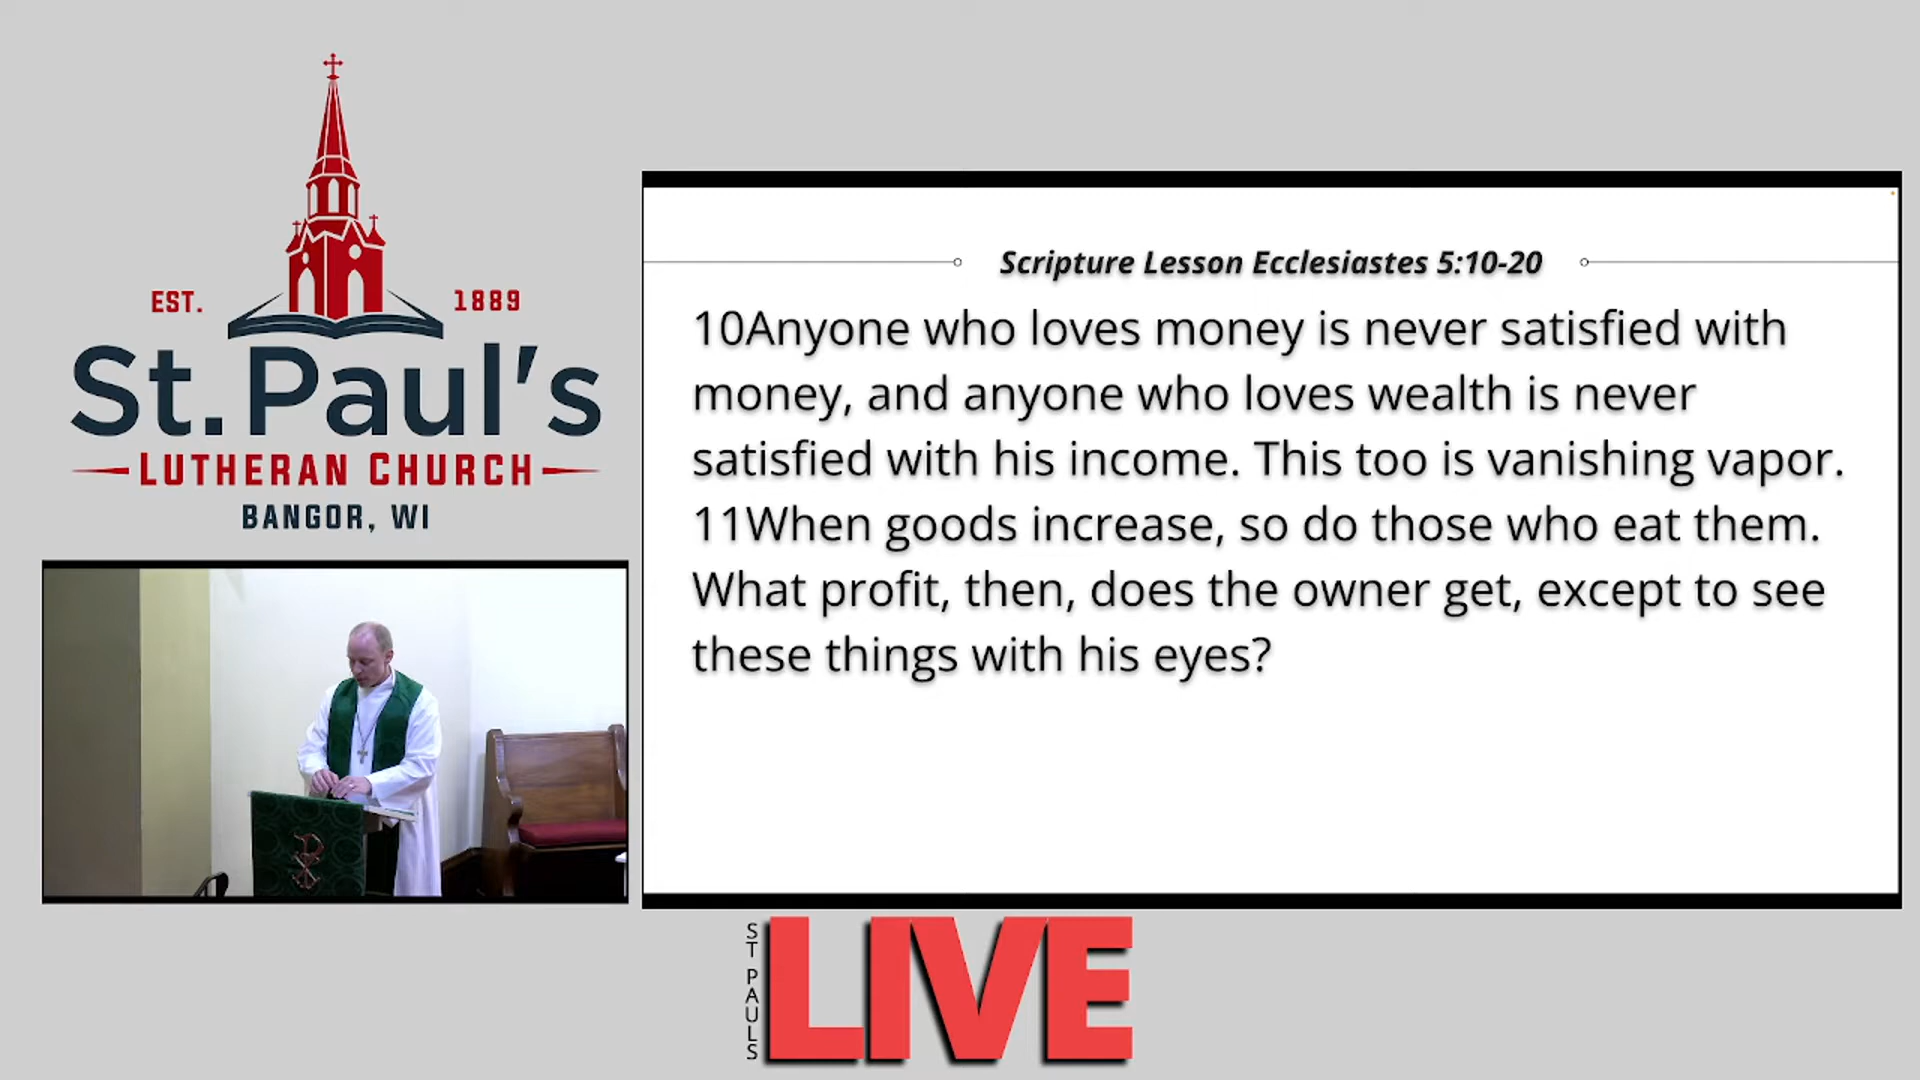 EST. 1889
St. Paul's
LUTHERAN CHURCH
BANGOR, WI
Scripture Lesson Ecclesiastes 5:10-20
10Anyone who loves money is never satisfied with
money, and anyone who loves wealth is never
satisfied with his income. This too is vanishing vapor.
11When goods increase, so do those who eat them.
What profit, then, does the owner get, except to see
these things with his eyes?
ST PAULS
LIVE